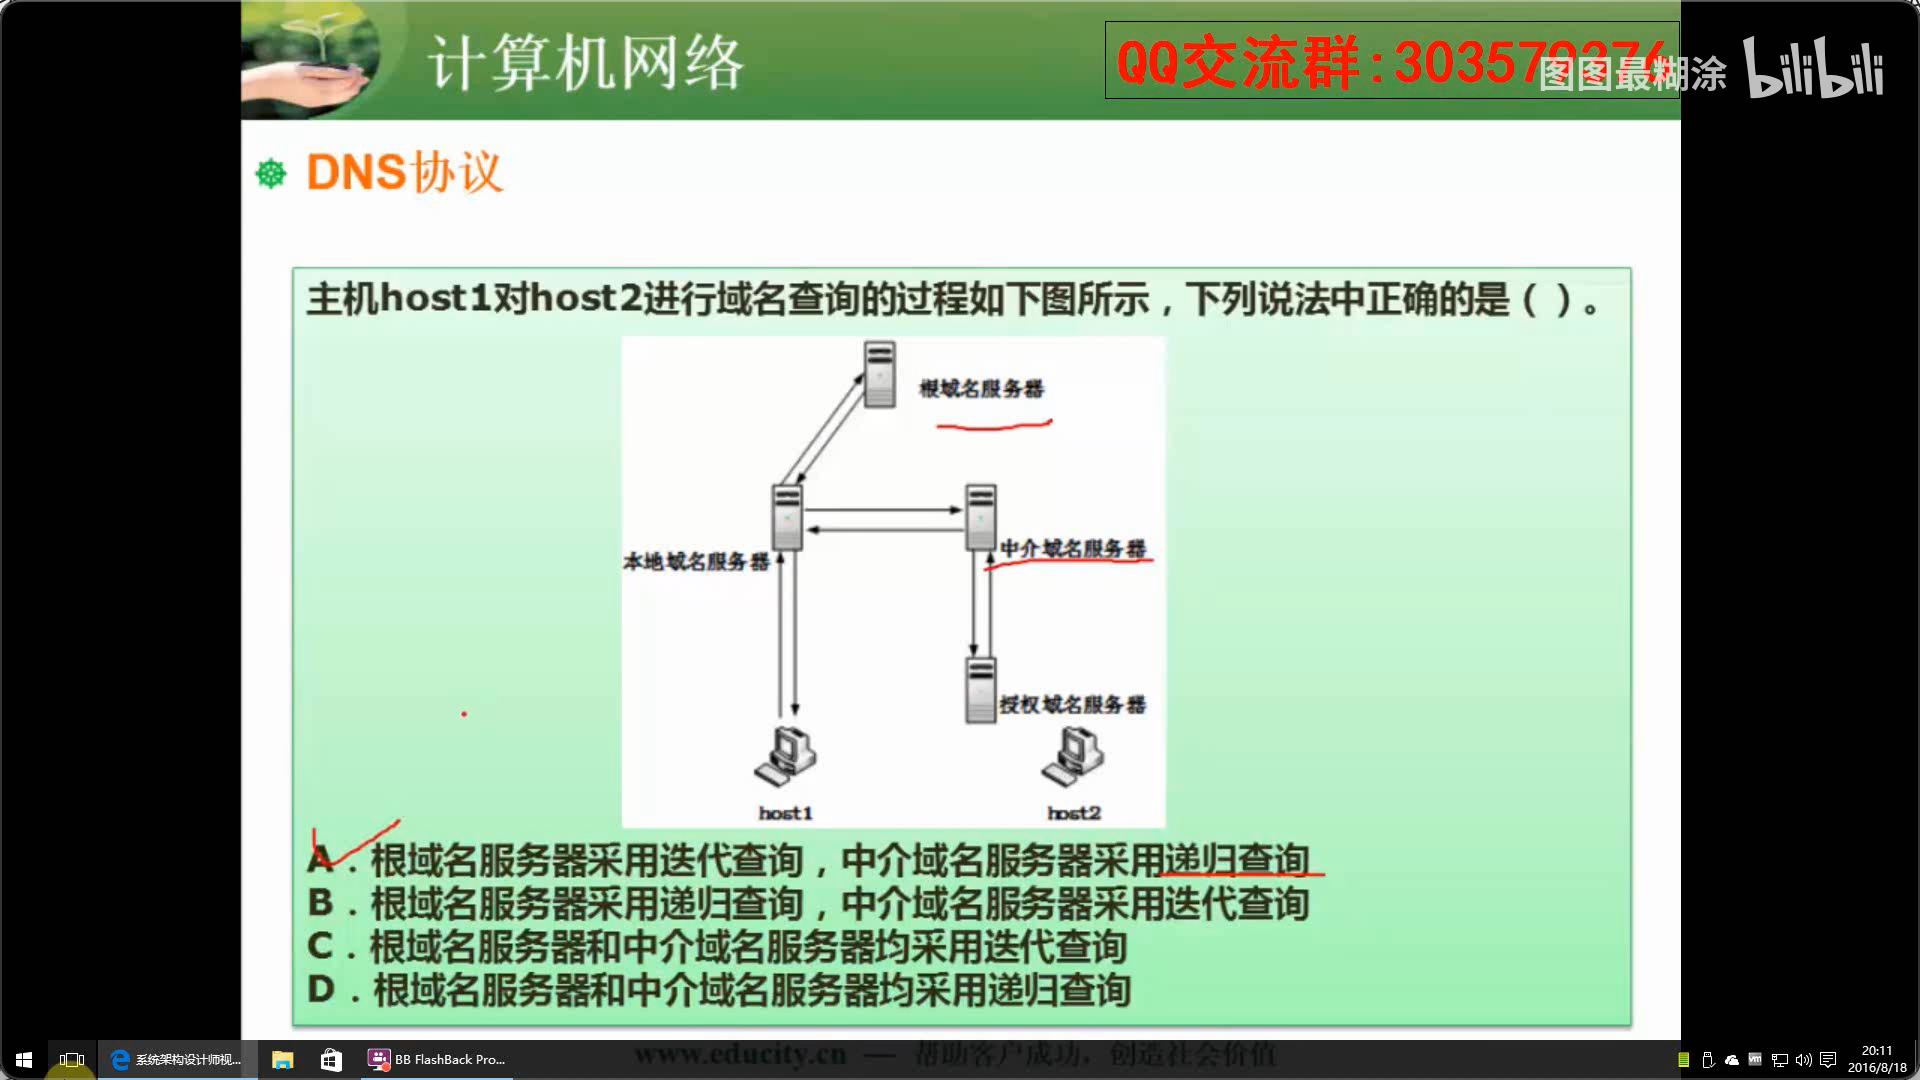 计算机网络
QQ交流群:303579376
图图最糊涂 bilibili
DNS协议
主机host1对host2进行域名查询的过程如下图所示，下列说法中正确的是（ ）。
根域名服务器
中介域名服务器
本地域名服务器
授权域名服务器
host1
host2
A．根域名服务器采用迭代查询，中介域名服务器采用递归查询
B．根域名服务器采用递归查询，中介域名服务器采用迭代查询
C．根域名服务器和中介域名服务器均采用迭代查询
D．根域名服务器和中介域名服务器均采用递归查询
www.educity.cn — 帮助客户成功，创造社会价值
系统架构设计师视...
BB FlashBack Pro...
20:11
2016/8/18